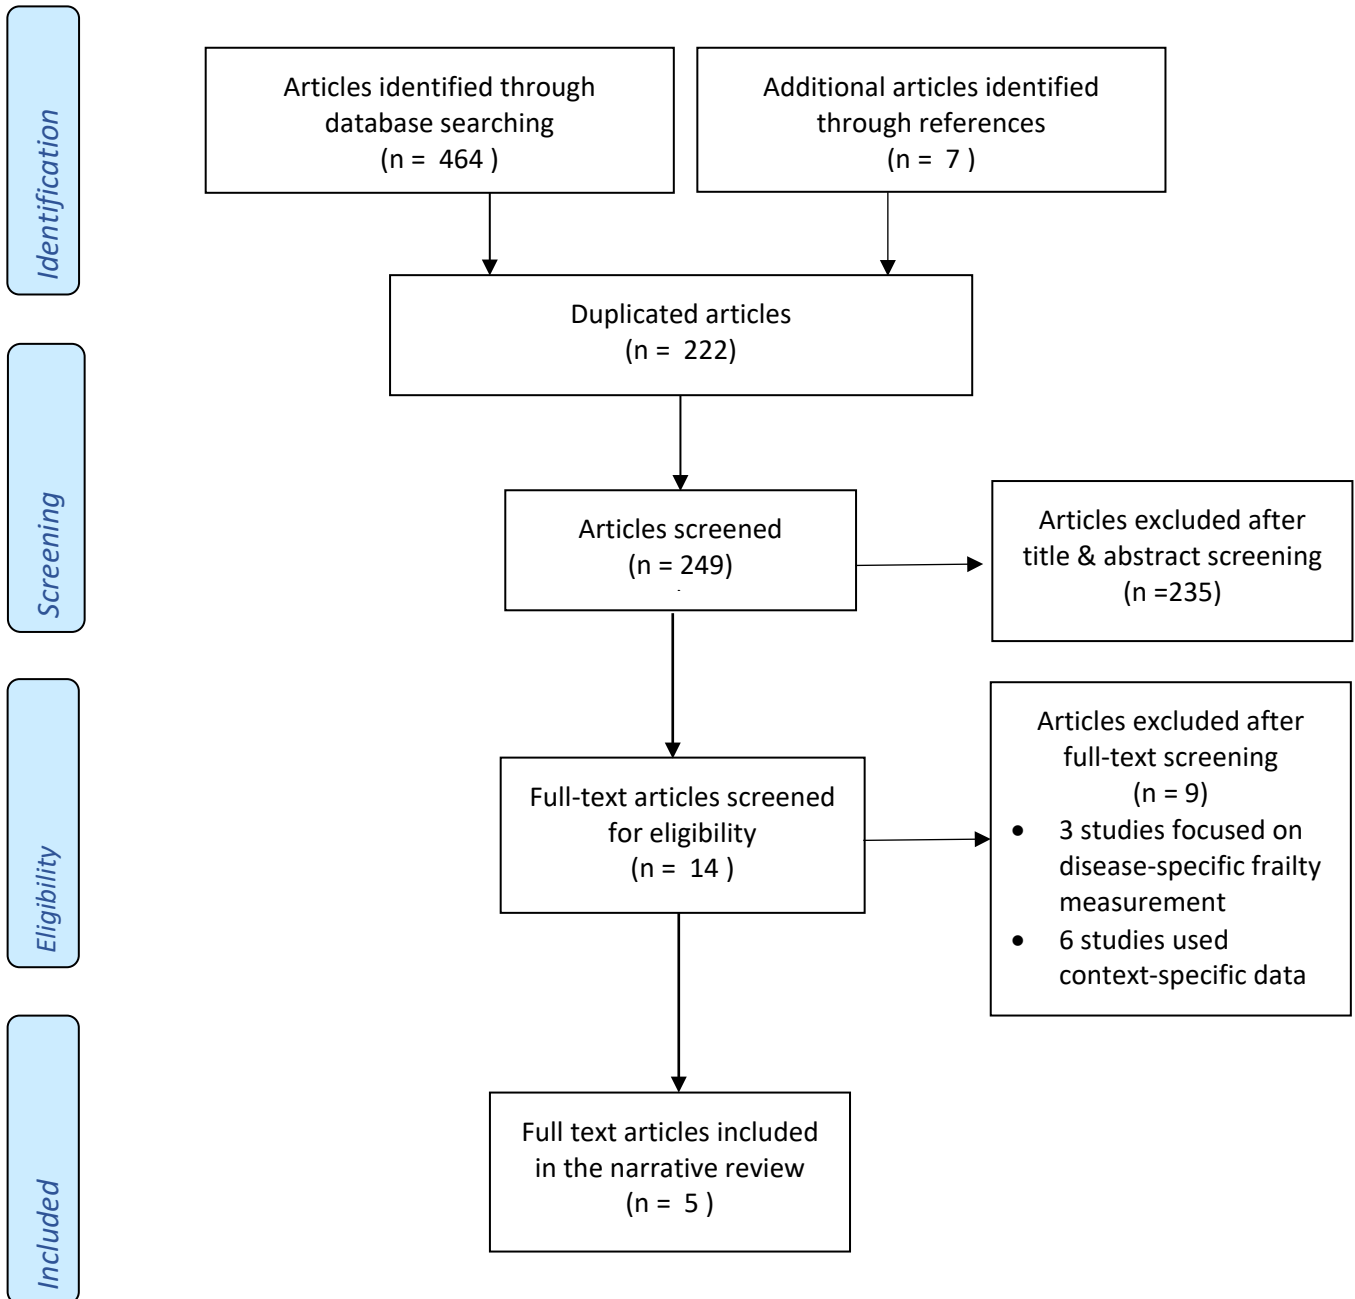 Identification
Articles identified through
database searching
(n =  464 )
Additional articles identified
through references
(n =  7 )
Duplicated articles
(n =  222)
Screening
Articles screened
(n = 249)
.
Articles excluded after
title & abstract screening
(n =235)
Eligibility
Full-text articles screened
for eligibility
(n =  14 )
Articles excluded after
full-text screening
(n = 9)
• 3 studies focused on
disease-specific frailty
measurement
• 6 studies used
context-specific data
Included
Full text articles included
in the narrative review
(n =  5 )